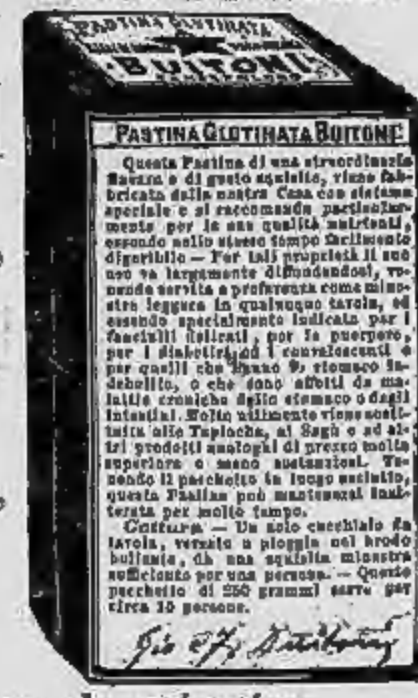 PASTINA GLUTINATA
BUITONI
PASTINA GLUTINATA BUITONI
Questa Pastina di una straordinaria
finezza e di gusto squisito, viene fab-
bricata dalla nostra Casa con sistema
speciale e si raccomanda particolar-
mente per le sue qualità nutrienti,
essendo nello stesso tempo facilmente
digeribile — Per tali proprietà il suo
uso va largamente diffondendosi, ve-
nendo servita a preferenza come mine-
stra leggera in qualunque tavola, ed
essendo specialmente indicata per i
fanciulli delicati, per le puerpere,
per i diabetici, ed i convalescenti e
per quelli che hanno lo stomaco in-
debolito, o che sono affetti da ma-
lattie croniche dello stomaco o degli
intestini. Molto utilmente viene sosti-
tuita alla Tapioca, al Sagù e ad al-
tri prodotti analoghi di prezzo molto
superiore e meno sostanziosi. Te-
nendo il pacchetto in luogo asciutto,
questa Pastina può mantenersi inal-
terata per molto tempo.
Cottura — Un solo cucchiaio da
tavola, versato a pioggia nel brodo
bollente, dà una squisita minestra
sufficiente per una persona. — Questo
pacchetto di 250 grammi serve per
circa 10 persone.
Gio. & F.lli Buitoni